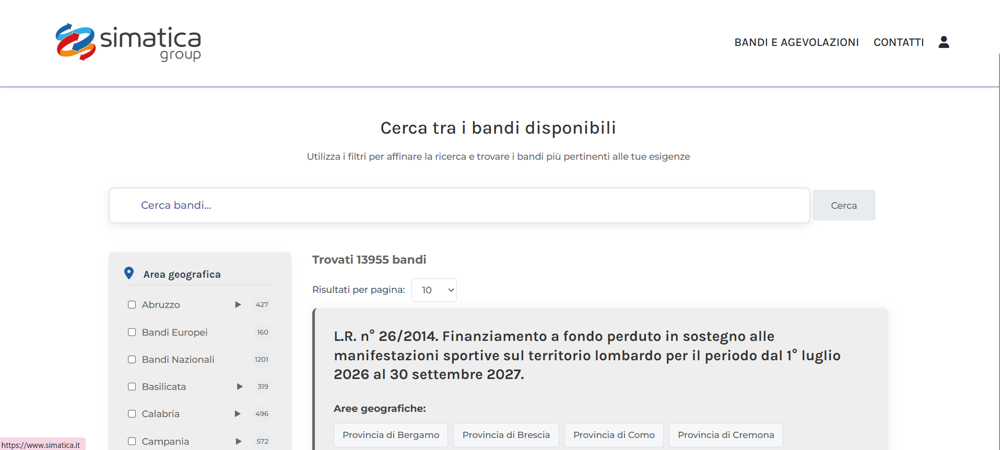 simatica
group
BANDI E AGEVOLAZIONI
CONTATTI
Cerca tra i bandi disponibili
Utilizza i filtri per affinare la ricerca e trovare i bandi più pertinenti alle tue esigenze
Cerca bandi...
Cerca
Area geografica
Abruzzo 427
Bandi Europei 160
Bandi Nazionali 1201
Basilicata 319
Calabria 496
Campania 572
Trovati 13955 bandi
Risultati per pagina: 10
L.R. n° 26/2014. Finanziamento a fondo perduto in sostegno alle
manifestazioni sportive sul territorio lombardo per il periodo dal 1° luglio
2026 al 30 settembre 2027.
Aree geografiche:
Provincia di Bergamo
Provincia di Brescia
Provincia di Como
Provincia di Cremona
https://www.simatica.it